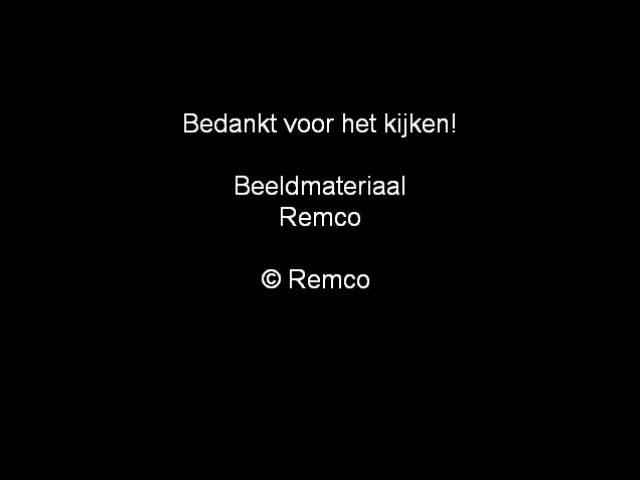 Bedankt voor het kijken!
Beeldmateriaal
Remco
© Remco